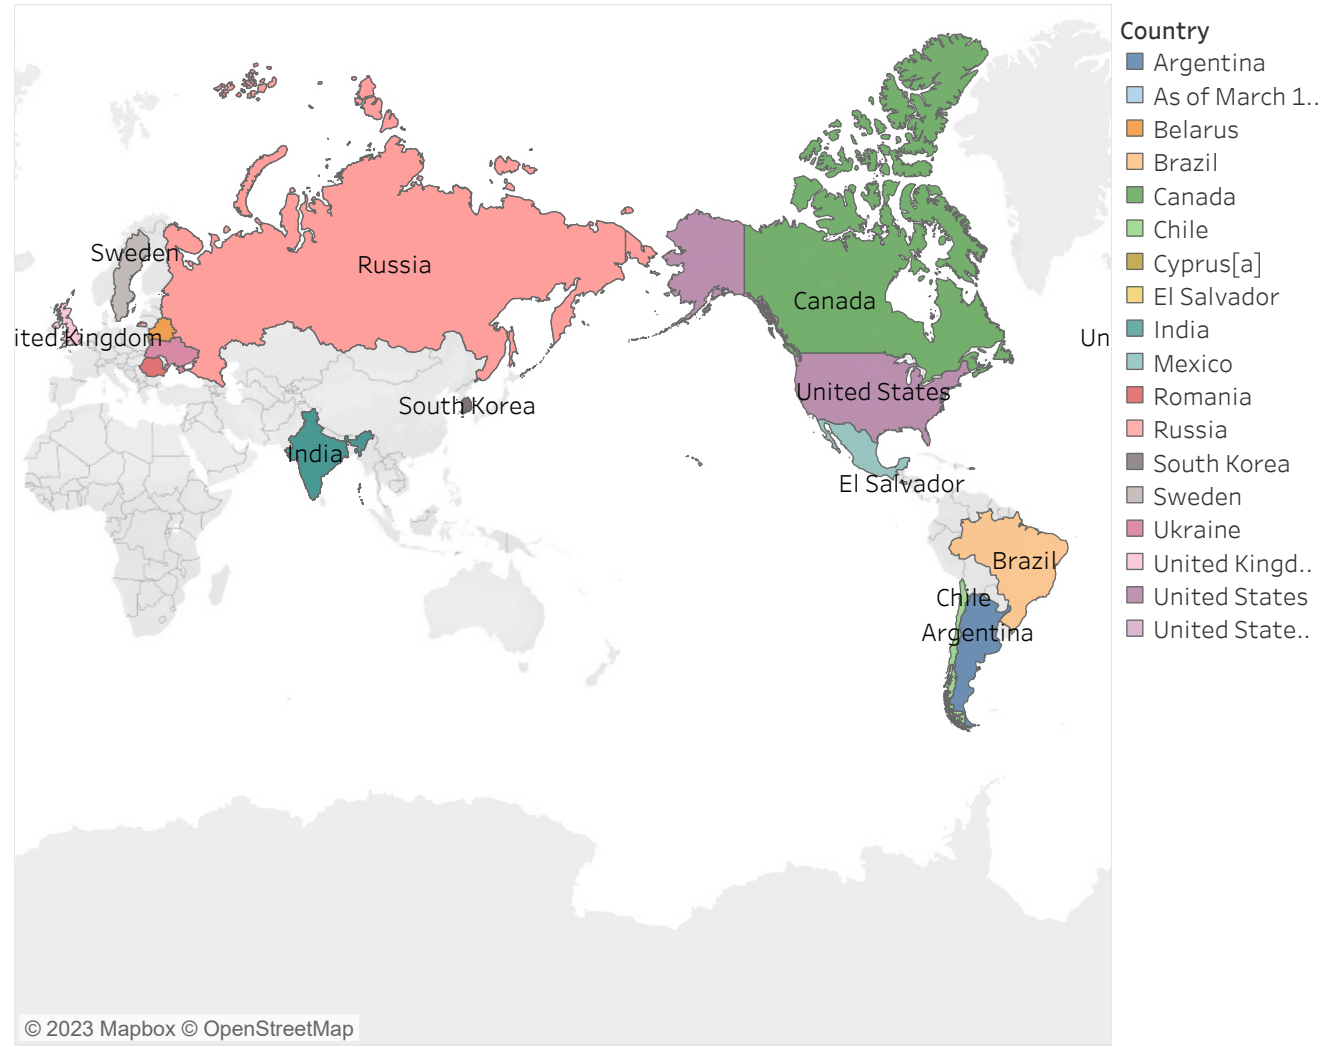 Country
Argentina
As of March 1..
Belarus
Brazil
Canada
Chile
Cyprus[a]
El Salvador
India
Mexico
Romania
Russia
South Korea
Sweden
Ukraine
United Kingd..
United States
United State..
Sweden
Russia
Canada
ited Kingdom
Un
United States
South Korea
India
El Salvador
Brazil
Chile
Argentina
© 2023 Mapbox © OpenStreetMap